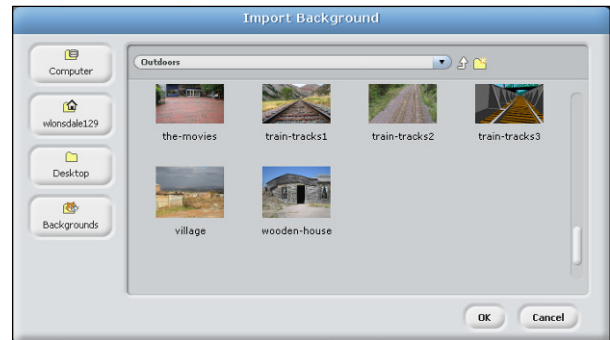 Import Background
Computer
wlonsdale129
Desktop
Backgrounds
Outdoors
the-movies
train-tracks1
train-tracks2
train-tracks3
village
wooden-house
OK
Cancel